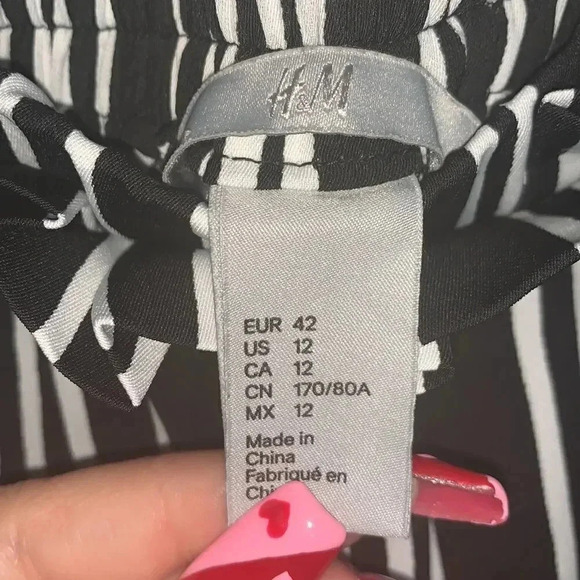 H&M
EUR 42
US 12
CA 12
CN 170/80A
MX 12
Made in
China
Fabriqué en